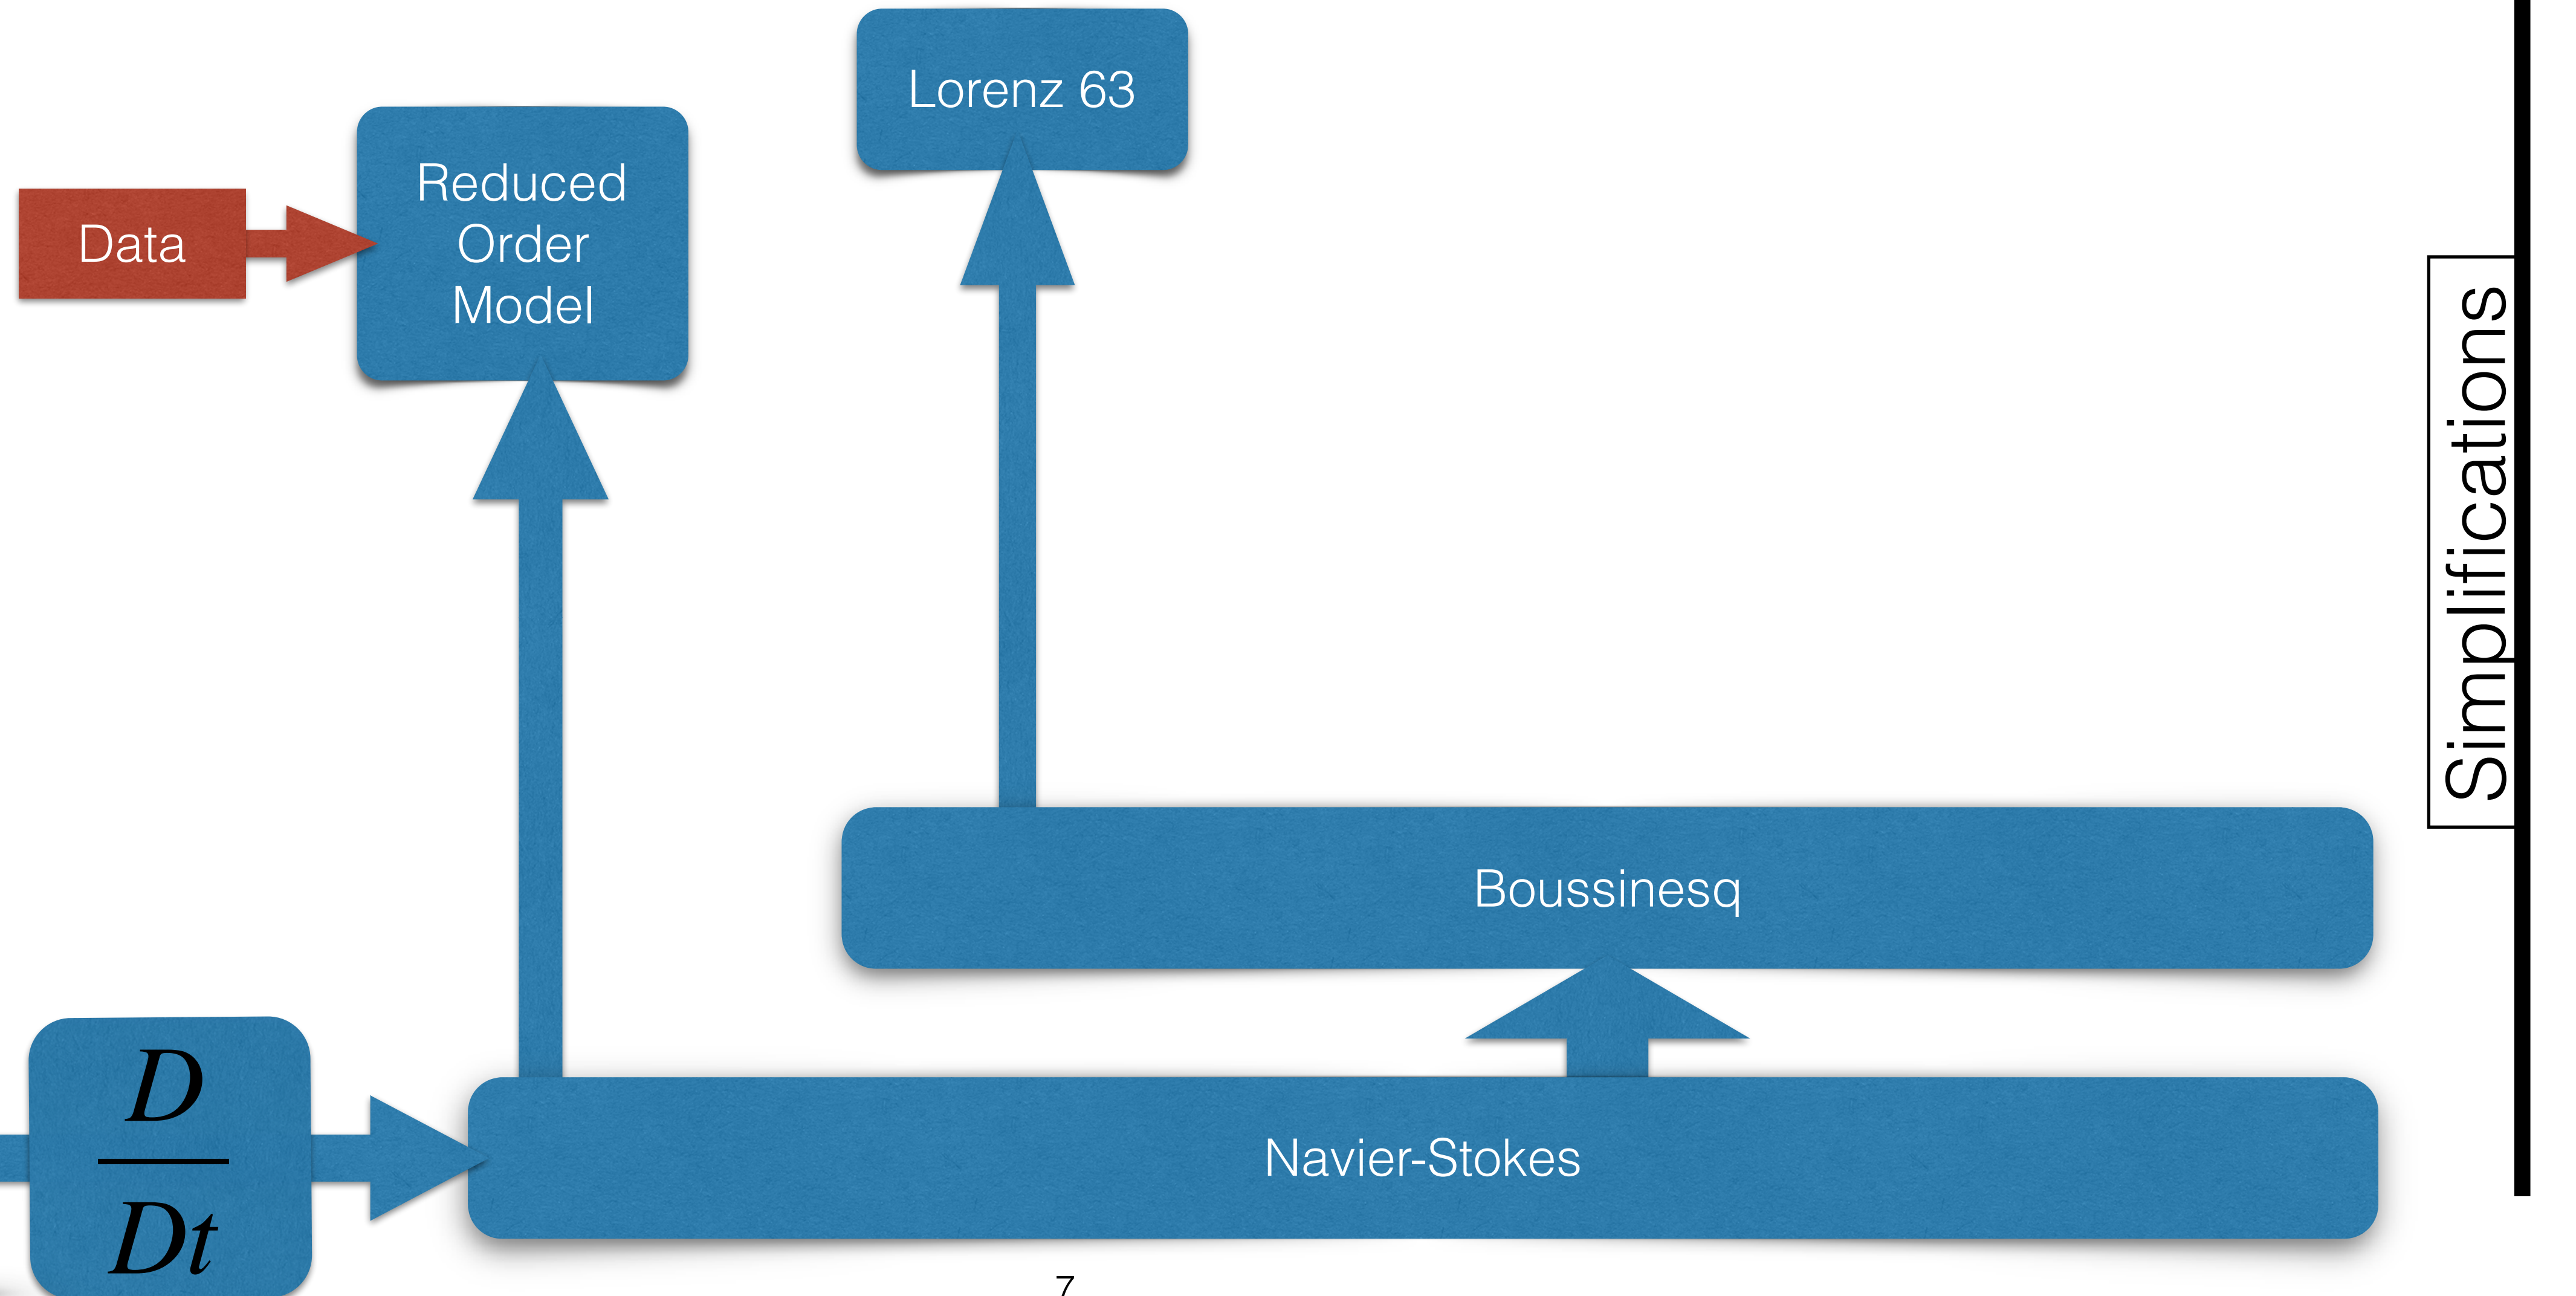 Lorenz 63
Reduced
Order
Model
Data
Simplifications
Boussinesq
D
Dt
Navier-Stokes
7